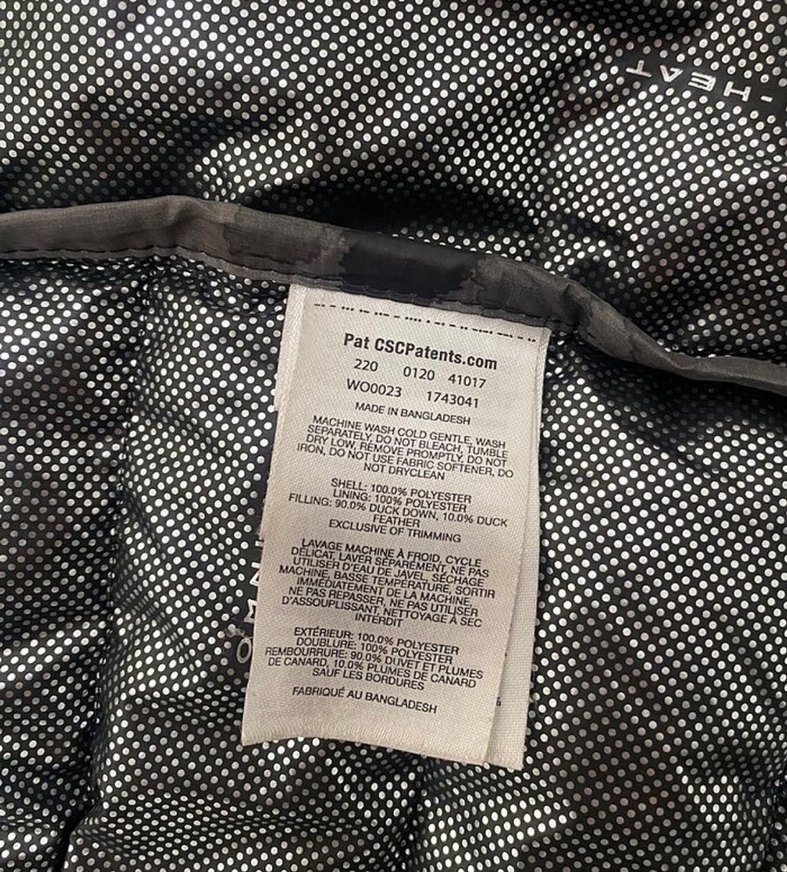 -HEAT
Pat CSCPatents.com
220 0120 41017
WO0023 1743041
MADE IN BANGLADESH
MACHINE WASH COLD GENTLE, WASH
SEPARATELY, DO NOT BLEACH, TUMBLE
DRY LOW, REMOVE PROMPTLY, DO NOT
IRON, DO NOT USE FABRIC SOFTENER, DO
NOT DRYCLEAN
SHELL: 100.0% POLYESTER
LINING: 100% POLYESTER
FILLING: 90.0% DUCK DOWN, 10.0% DUCK
FEATHER
EXCLUSIVE OF TRIMMING
LAVAGE MACHINE À FROID, CYCLE
DÉLICAT, LAVER SÉPARÉMENT, NE PAS
UTILISER D'EAU DE JAVEL, SÉCHAGE
MACHINE, BASSE TEMPÉRATURE, SORTIR
IMMÉDIATEMENT DE LA MACHINE,
NE PAS REPASSER, NE PAS UTILISER
D'ASSOUPLISSANT, NETTOYAGE À SEC
INTERDIT
EXTÉRIEUR: 100.0% POLYESTER
DOUBLURE: 100% POLYESTER
REMBOURRURE: 90.0% DUVET ET PLUMES
DE CANARD, 10.0% PLUMES DE CANARD
SAUF LES BORDURES
FABRIQUÉ AU BANGLADESH